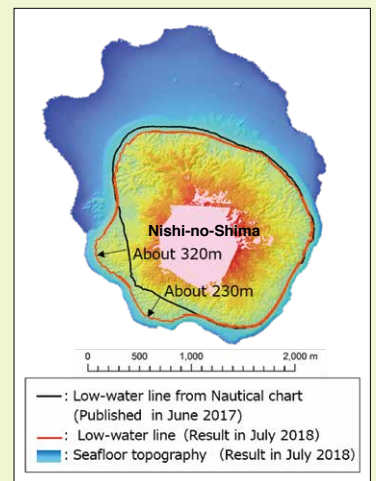 Nishi-no-Shima
About 320m
About 230m
0 500 1,000 2,000 m
: Low-water line from Nautical chart
(Published in June 2017)
: Low-water line (Result in July 2018)
: Seafloor topography (Result in July 2018)